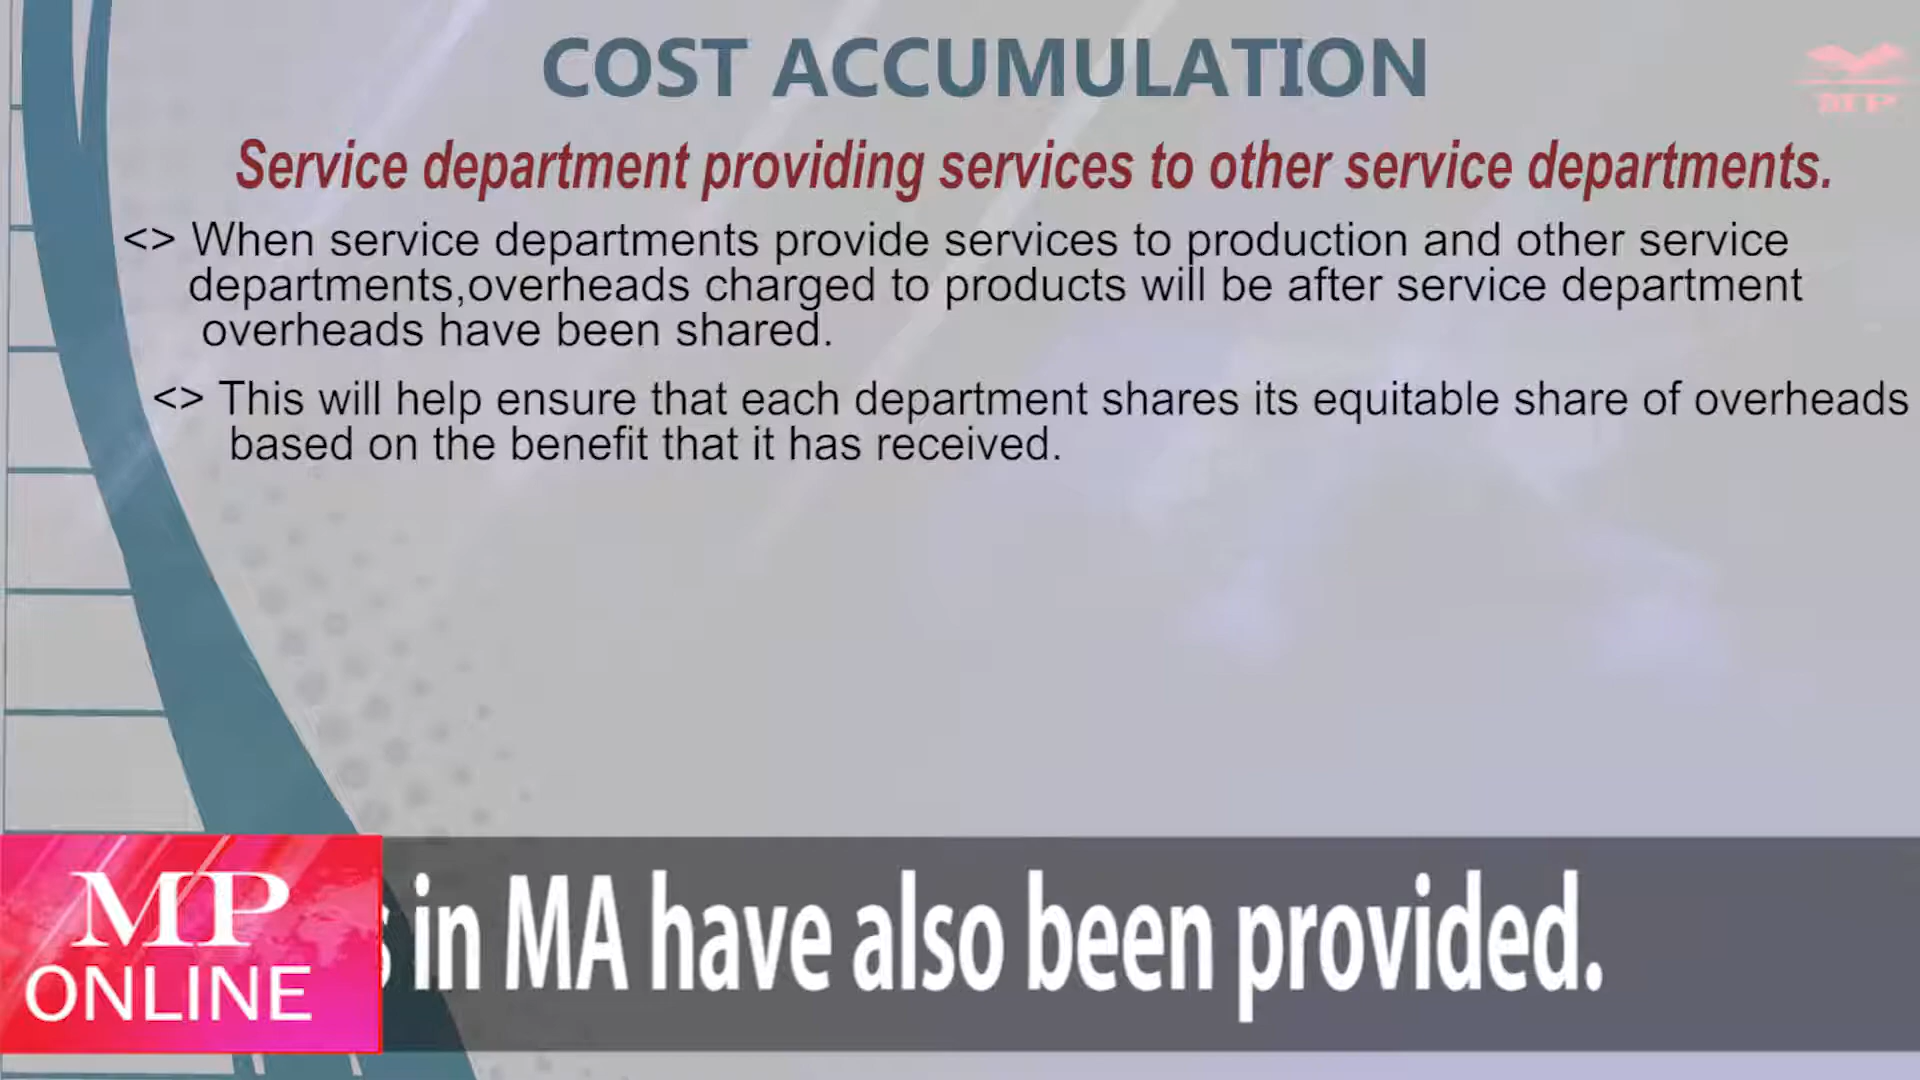 COST ACCUMULATION
MP
Service department providing services to other service departments.
<> When service departments provide services to production and other service
departments,overheads charged to products will be after service department
overheads have been shared.
<> This will help ensure that each department shares its equitable share of overheads
based on the benefit that it has received.
MP
ONLINE
in MA have also been provided.